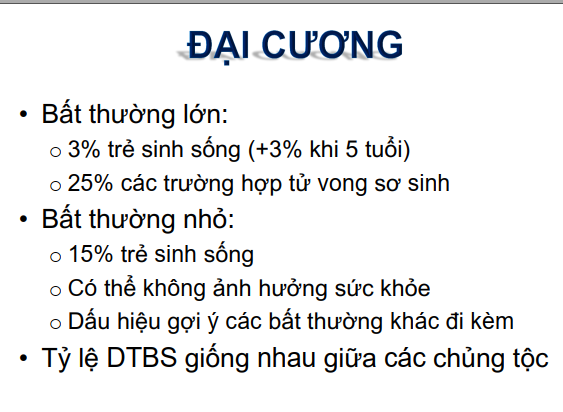 ĐẠI CƯƠNG
• Bất thường lớn:
o 3% trẻ sinh sống (+3% khi 5 tuổi)
o 25% các trường hợp tử vong sơ sinh
• Bất thường nhỏ:
o 15% trẻ sinh sống
o Có thể không ảnh hưởng sức khỏe
o Dấu hiệu gợi ý các bất thường khác đi kèm
• Tỷ lệ DTBS giống nhau giữa các chủng tộc